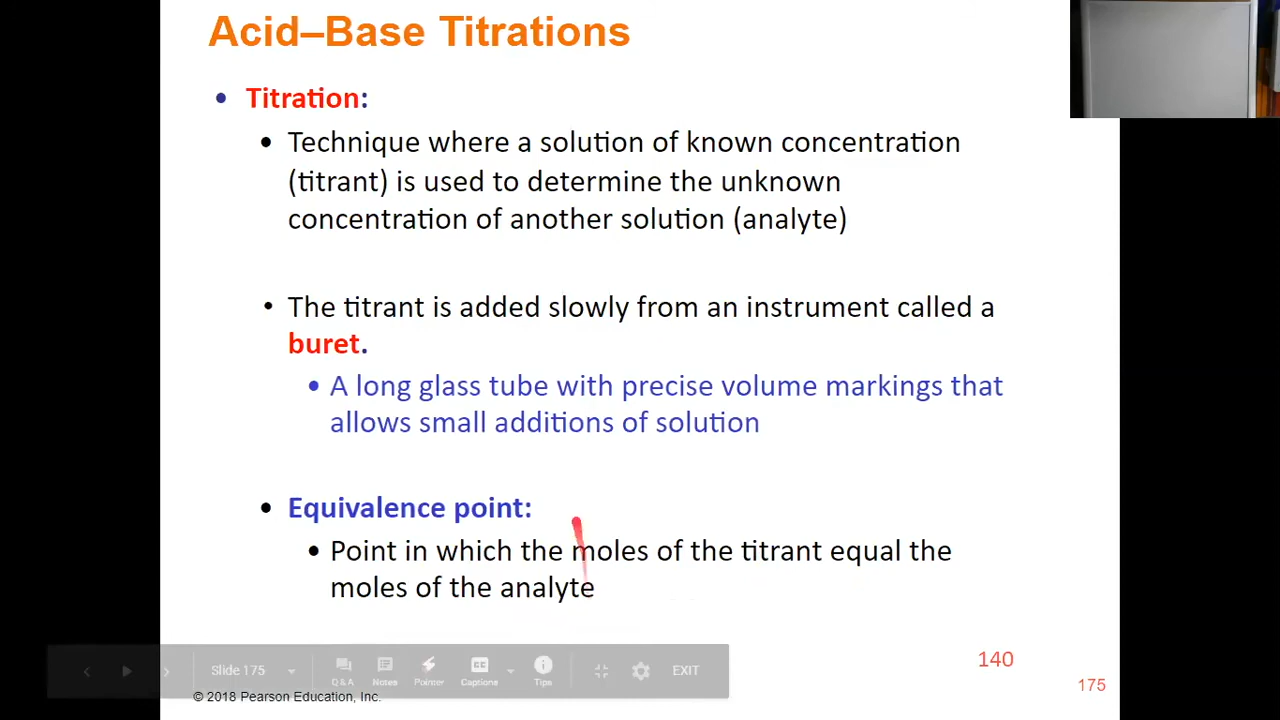 Acid–Base Titrations
• Titration:
• Technique where a solution of known concentration
(titrant) is used to determine the unknown
concentration of another solution (analyte)
• The titrant is added slowly from an instrument called a
buret.
• A long glass tube with precise volume markings that
allows small additions of solution
• Equivalence point:
• Point in which the moles of the titrant equal the
moles of the analyte
140
175
Slide 175
Q&A
Notes
Pointer
CC
Captions
Tips
EXIT
© 2018 Pearson Education, Inc.